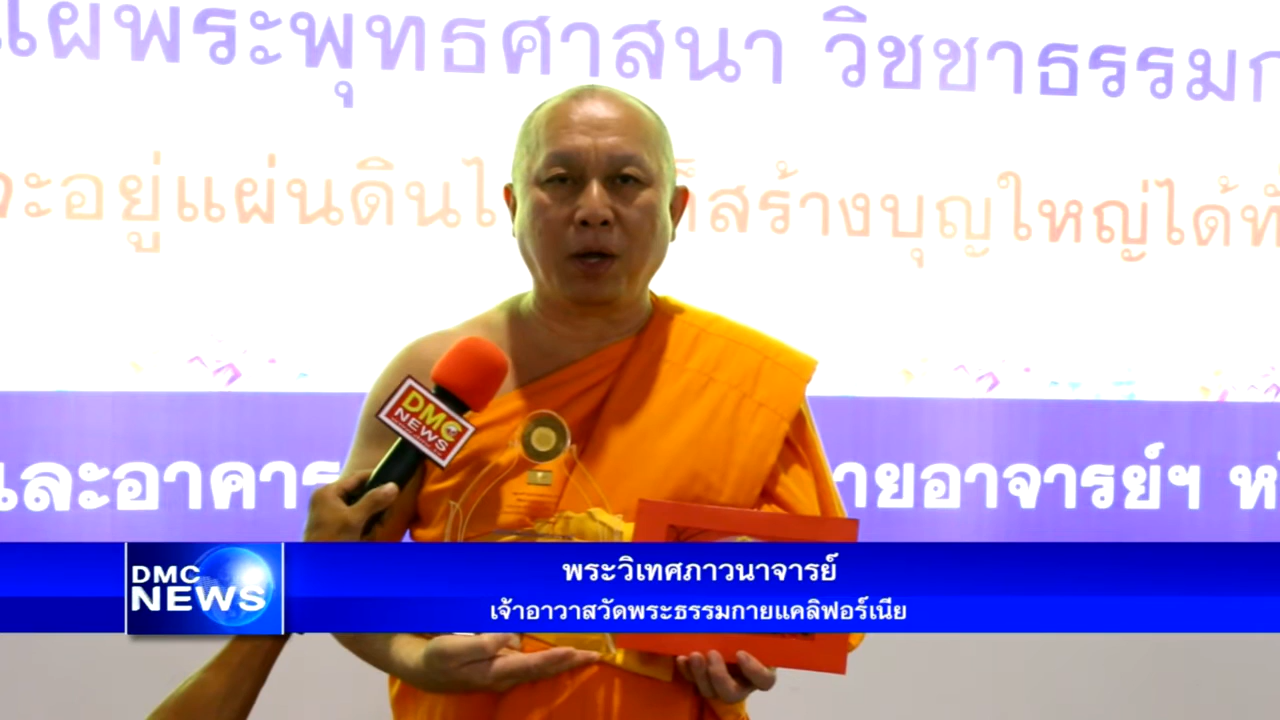 เผยแผ่พระพุทธศาสนา วิชชาธรรม
จะอยู่แผ่นดินไ ก็สร้างบุญใหญ่ได้
DMC
NEWS
และอาคาร ายอาจารย์ฯ
DMC
NEWS
พระวิเทศภาวนาจารย์
เจ้าอาวาสวัดพระธรรมกายแคลิฟอร์เนีย